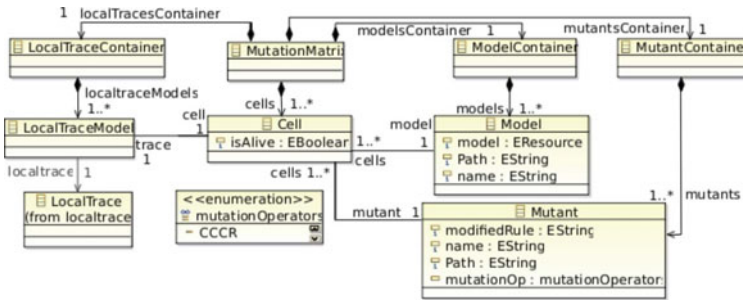 1 localTracesContainer
modelsContainer 1
mutantsContainer 1
LocalTraceContainer
MutationMatrix
ModelContainer
MutantContainer
localtraceModels
1..*
cells 1..*
models 1..*
LocalTraceModel
cell
1
trace
1
Cell
isAlive : EBoolean
1..*
cells
model
1
Model
model : EResource
Path : EString
name : EString
localtrace 1
cells 1..*
LocalTrace
(from localtrace
<<enumeration>>
mutationOperators
CCCR
mutant 1
1..*
mutants
Mutant
modifiedRule : EString
name : EString
Path : EString
mutationOp : mutationOperator